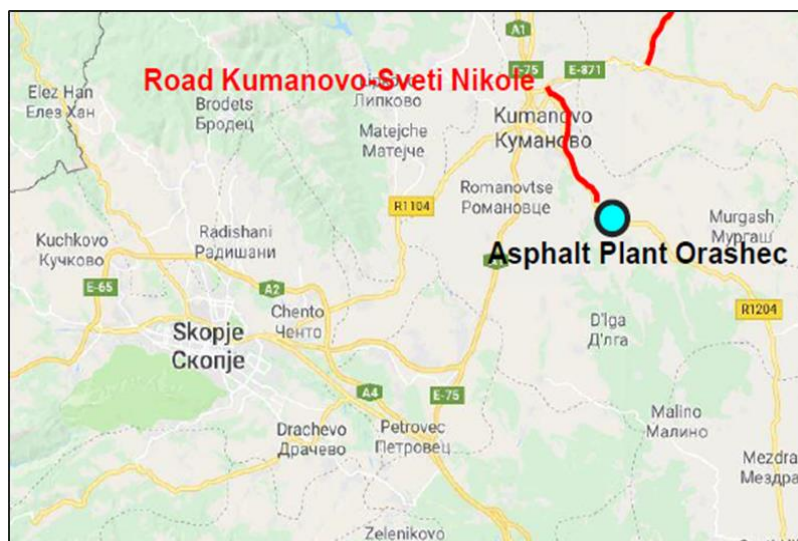 A1
Road Kumanovo-Sveti Nikole
E-75
E-871
Elez Han
Елез Хан
Brodets
Бродец
Липково
Kumanovo
Куманово
Matejche
Матејче
Romanovtse
Романовце
R1104
Murgash
Мургаш
Radishani
Радишани
Kuchkovo
Кучково
Asphalt Plant Orashec
E-65
A2
Chento
Ченто
R1204
D'lga
Д'лга
Skopje
Скопје
A4
E-75
Malino
Малино
Drachevo
Драчево
Petrovec
Петровец
Mezdra
Мездра
Zelenikovo